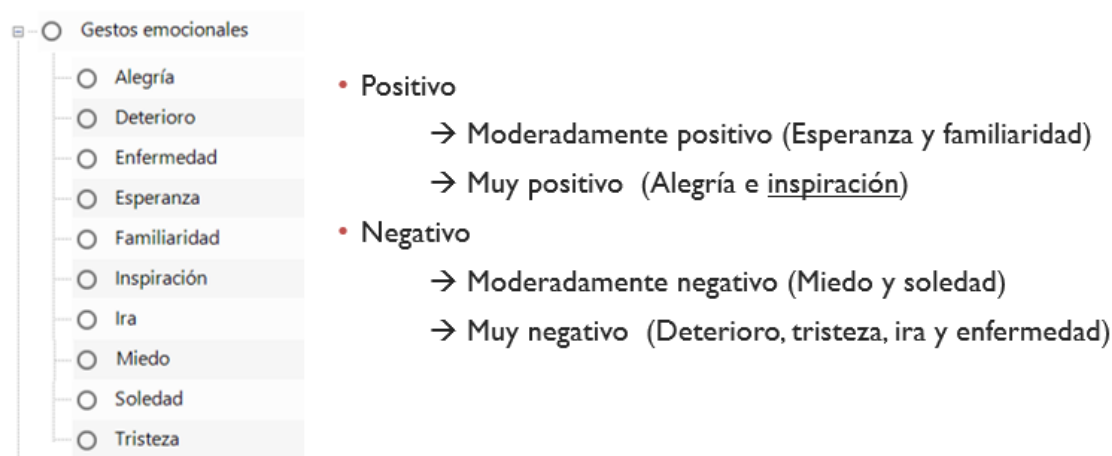 Gestos emocionales
Alegría
Deterioro
Enfermedad
Esperanza
Familiaridad
Inspiración
Ira
Miedo
Soledad
Tristeza
• Positivo
→ Moderadamente positivo (Esperanza y familiaridad)
→ Muy positivo (Alegría e inspiración)
• Negativo
→ Moderadamente negativo (Miedo y soledad)
→ Muy negativo (Deterioro, tristeza, ira y enfermedad)